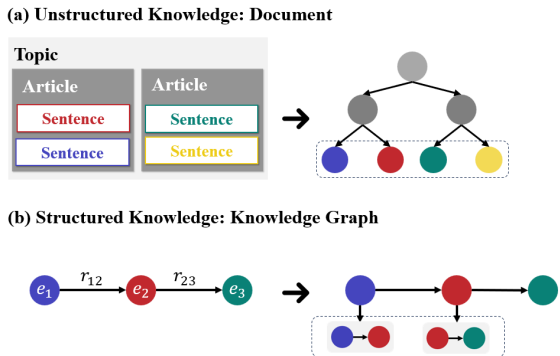 (a) Unstructured Knowledge: Document
Topic
Article
Article
Sentence
Sentence
Sentence
Sentence
(b) Structured Knowledge: Knowledge Graph
e₁ r₁₂ e₂ r₂₃ e₃